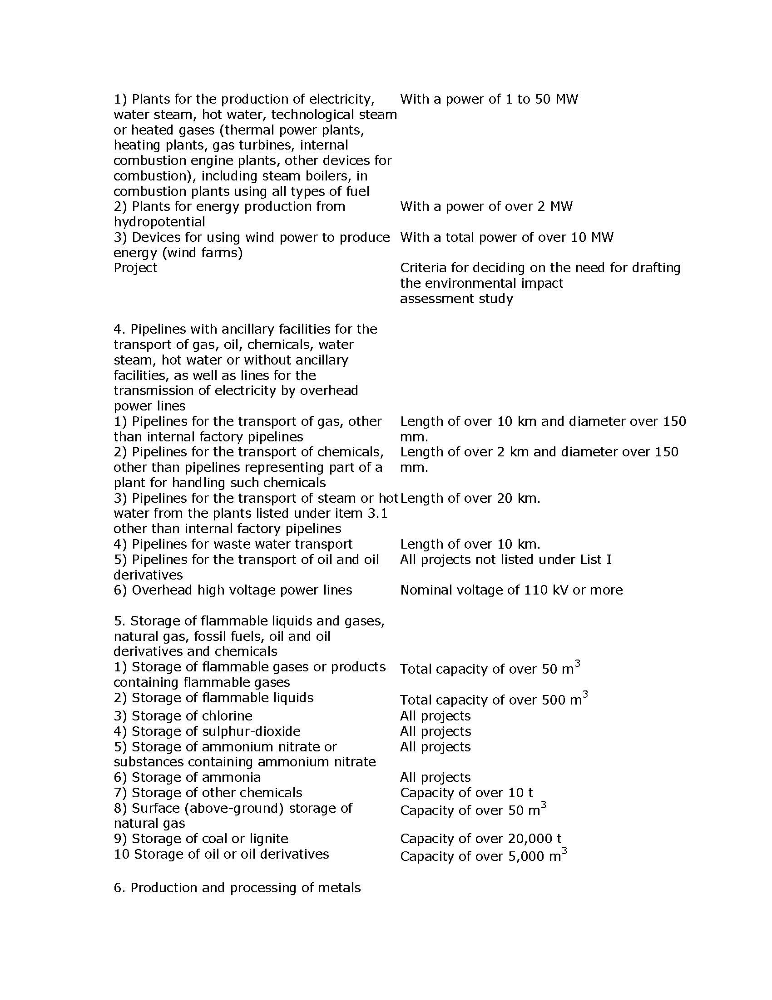 1) Plants for the production of electricity, With a power of 1 to 50 MW
water steam, hot water, technological steam
or heated gases (thermal power plants,
heating plants, gas turbines, internal
combustion engine plants, other devices for
combustion), including steam boilers, in
combustion plants using all types of fuel
2) Plants for energy production from With a power of over 2 MW
hydropotential
3) Devices for using wind power to produce With a total power of over 10 MW
energy (wind farms)
Project Criteria for deciding on the need for drafting
the environmental impact
assessment study
4. Pipelines with ancillary facilities for the
transport of gas, oil, chemicals, water
steam, hot water or without ancillary
facilities, as well as lines for the
transmission of electricity by overhead
power lines
1) Pipelines for the transport of gas, other Length of over 10 km and diameter over 150
than internal factory pipelines mm.
2) Pipelines for the transport of chemicals, Length of over 2 km and diameter over 150
other than pipelines representing part of a mm.
plant for handling such chemicals
3) Pipelines for the transport of steam or hot Length of over 20 km.
water from the plants listed under item 3.1
other than internal factory pipelines
4) Pipelines for waste water transport Length of over 10 km.
5) Pipelines for the transport of oil and oil All projects not listed under List I
derivatives
6) Overhead high voltage power lines Nominal voltage of 110 kV or more
5. Storage of flammable liquids and gases,
natural gas, fossil fuels, oil and oil
derivatives and chemicals
1) Storage of flammable gases or products Total capacity of over 50 m³
containing flammable gases
2) Storage of flammable liquids Total capacity of over 500 m³
3) Storage of chlorine All projects
4) Storage of sulphur-dioxide All projects
5) Storage of ammonium nitrate or All projects
substances containing ammonium nitrate
6) Storage of ammonia All projects
7) Storage of other chemicals Capacity of over 10 t
8) Surface (above-ground) storage of Capacity of over 50 m³
natural gas
9) Storage of coal or lignite Capacity of over 20,000 t
10 Storage of oil or oil derivatives Capacity of over 5,000 m³
6. Production and processing of metals